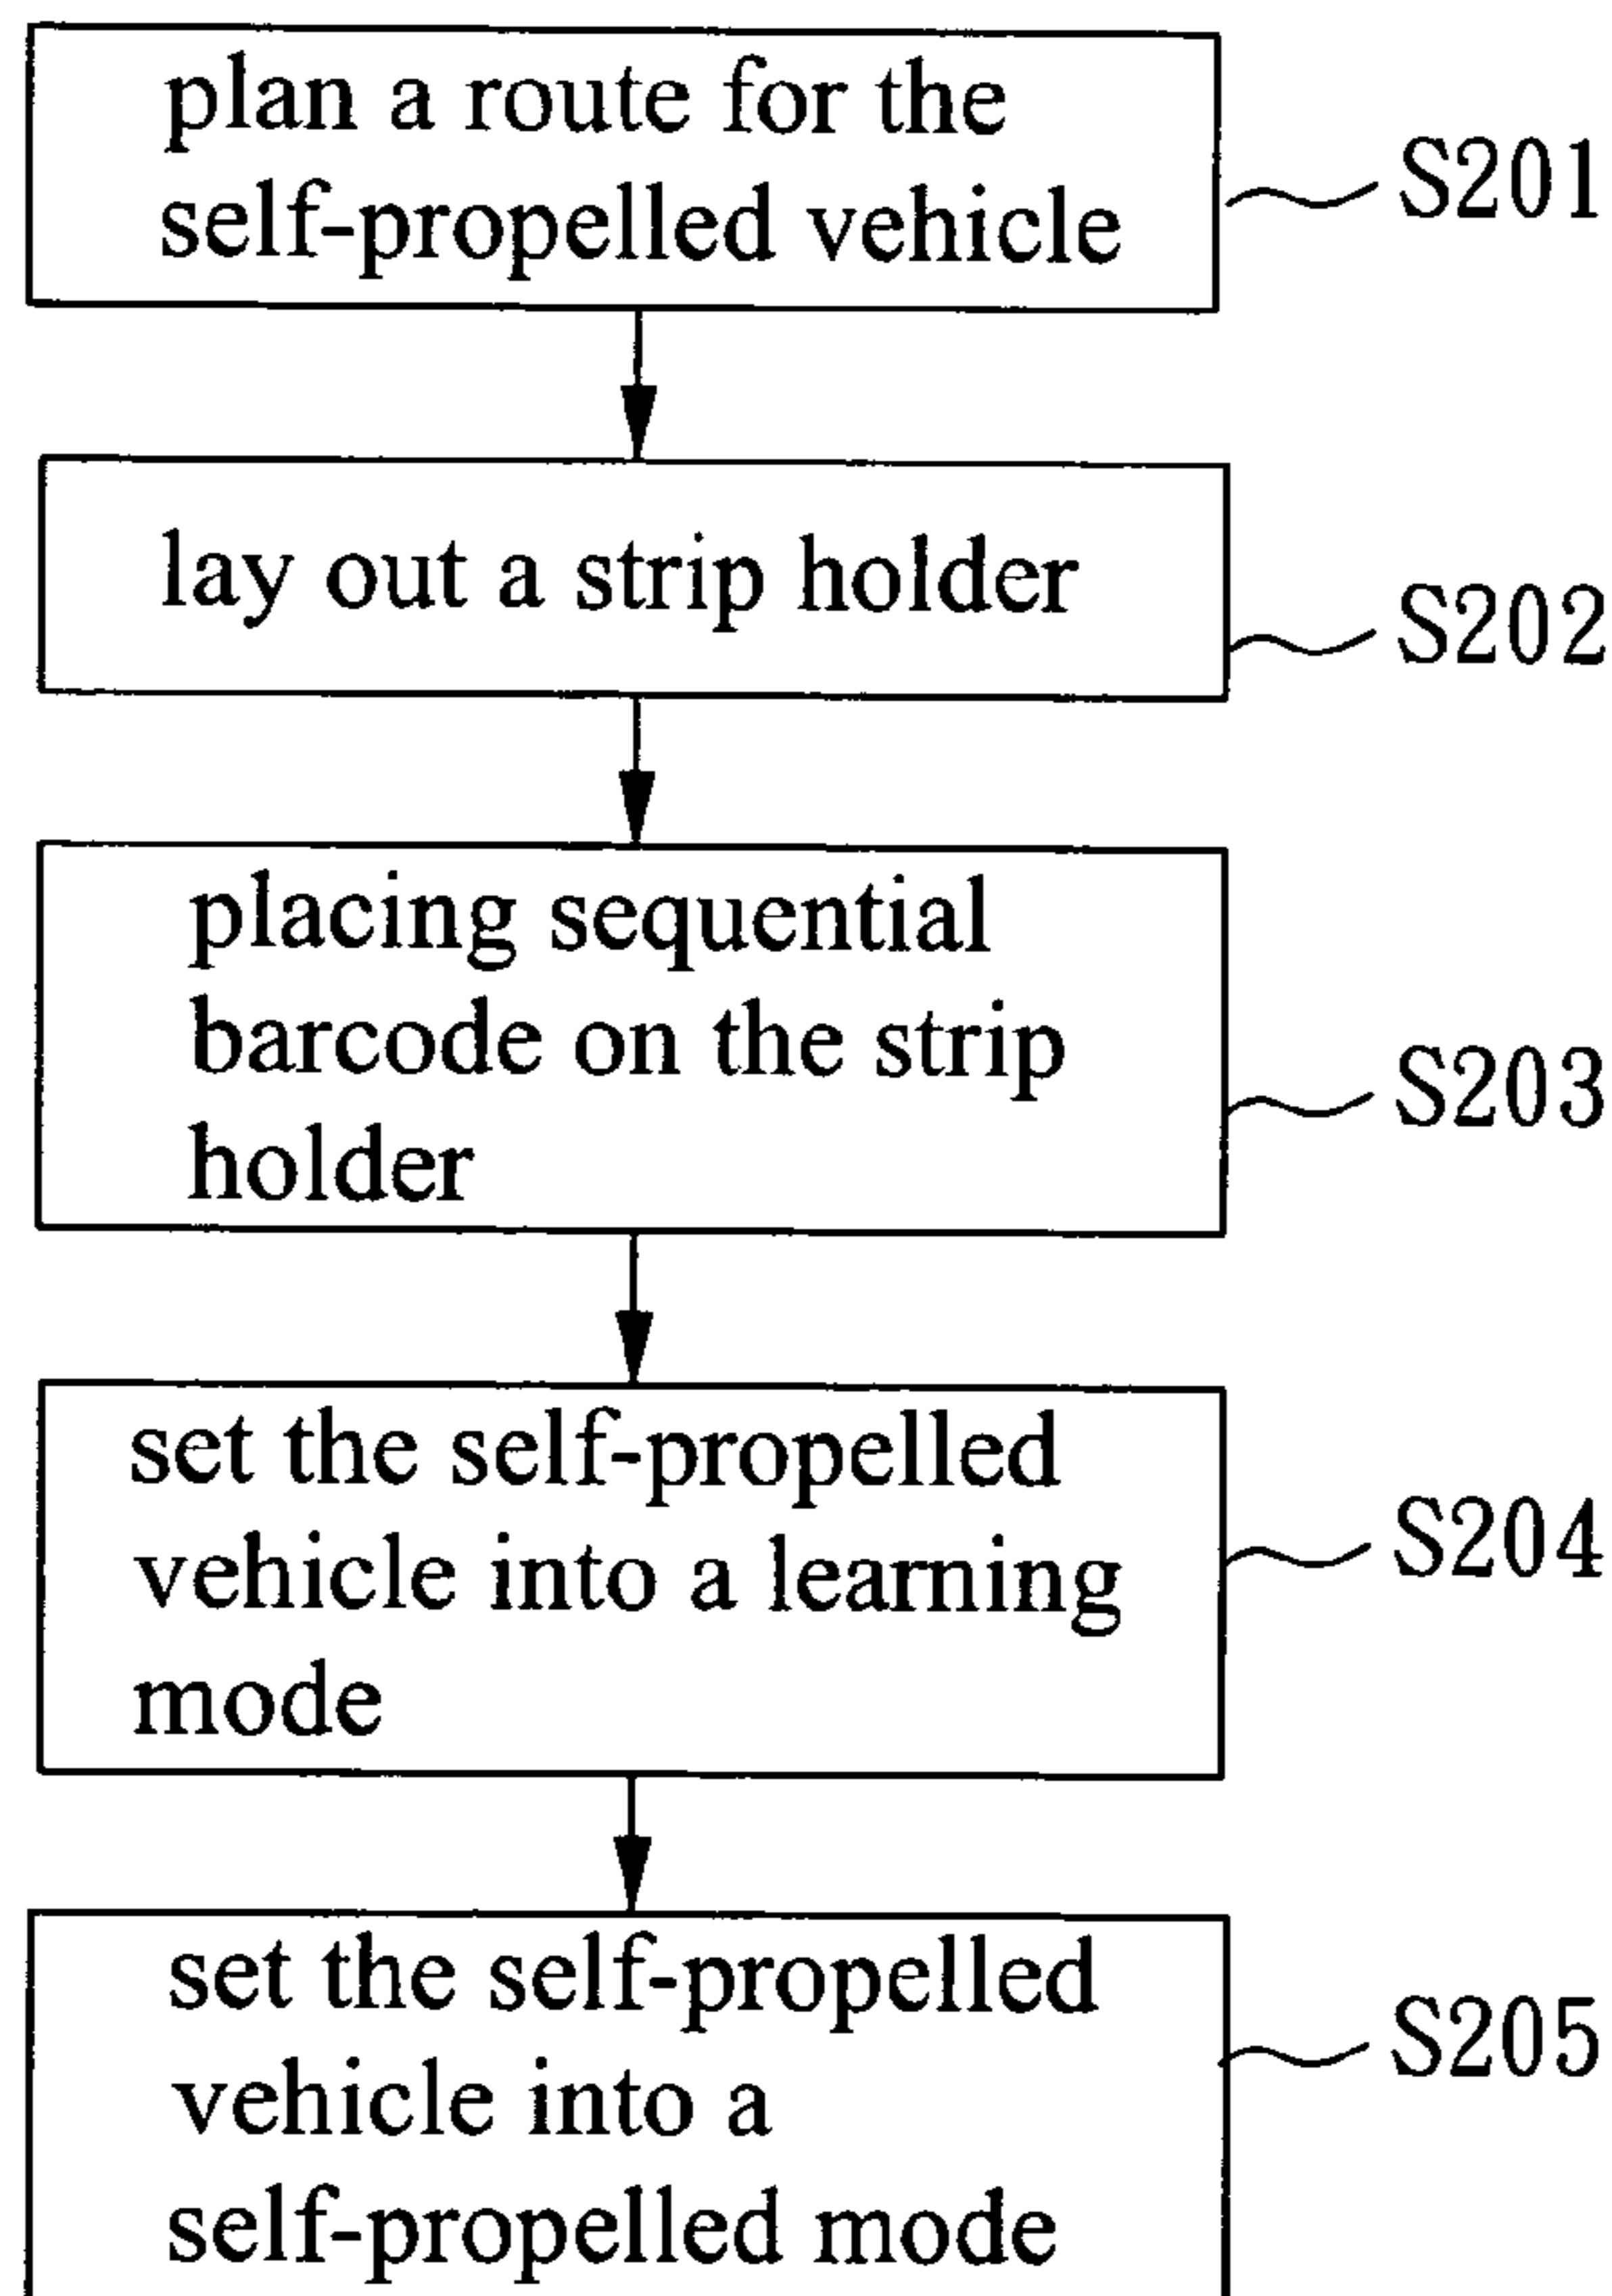 plan a route for the
self-propelled vehicle
S201
lay out a strip holder
S202
placing sequential
barcode on the strip
holder
S203
set the self-propelled
vehicle into a learning
mode
S204
set the self-propelled
vehicle into a
self-propelled mode
S205